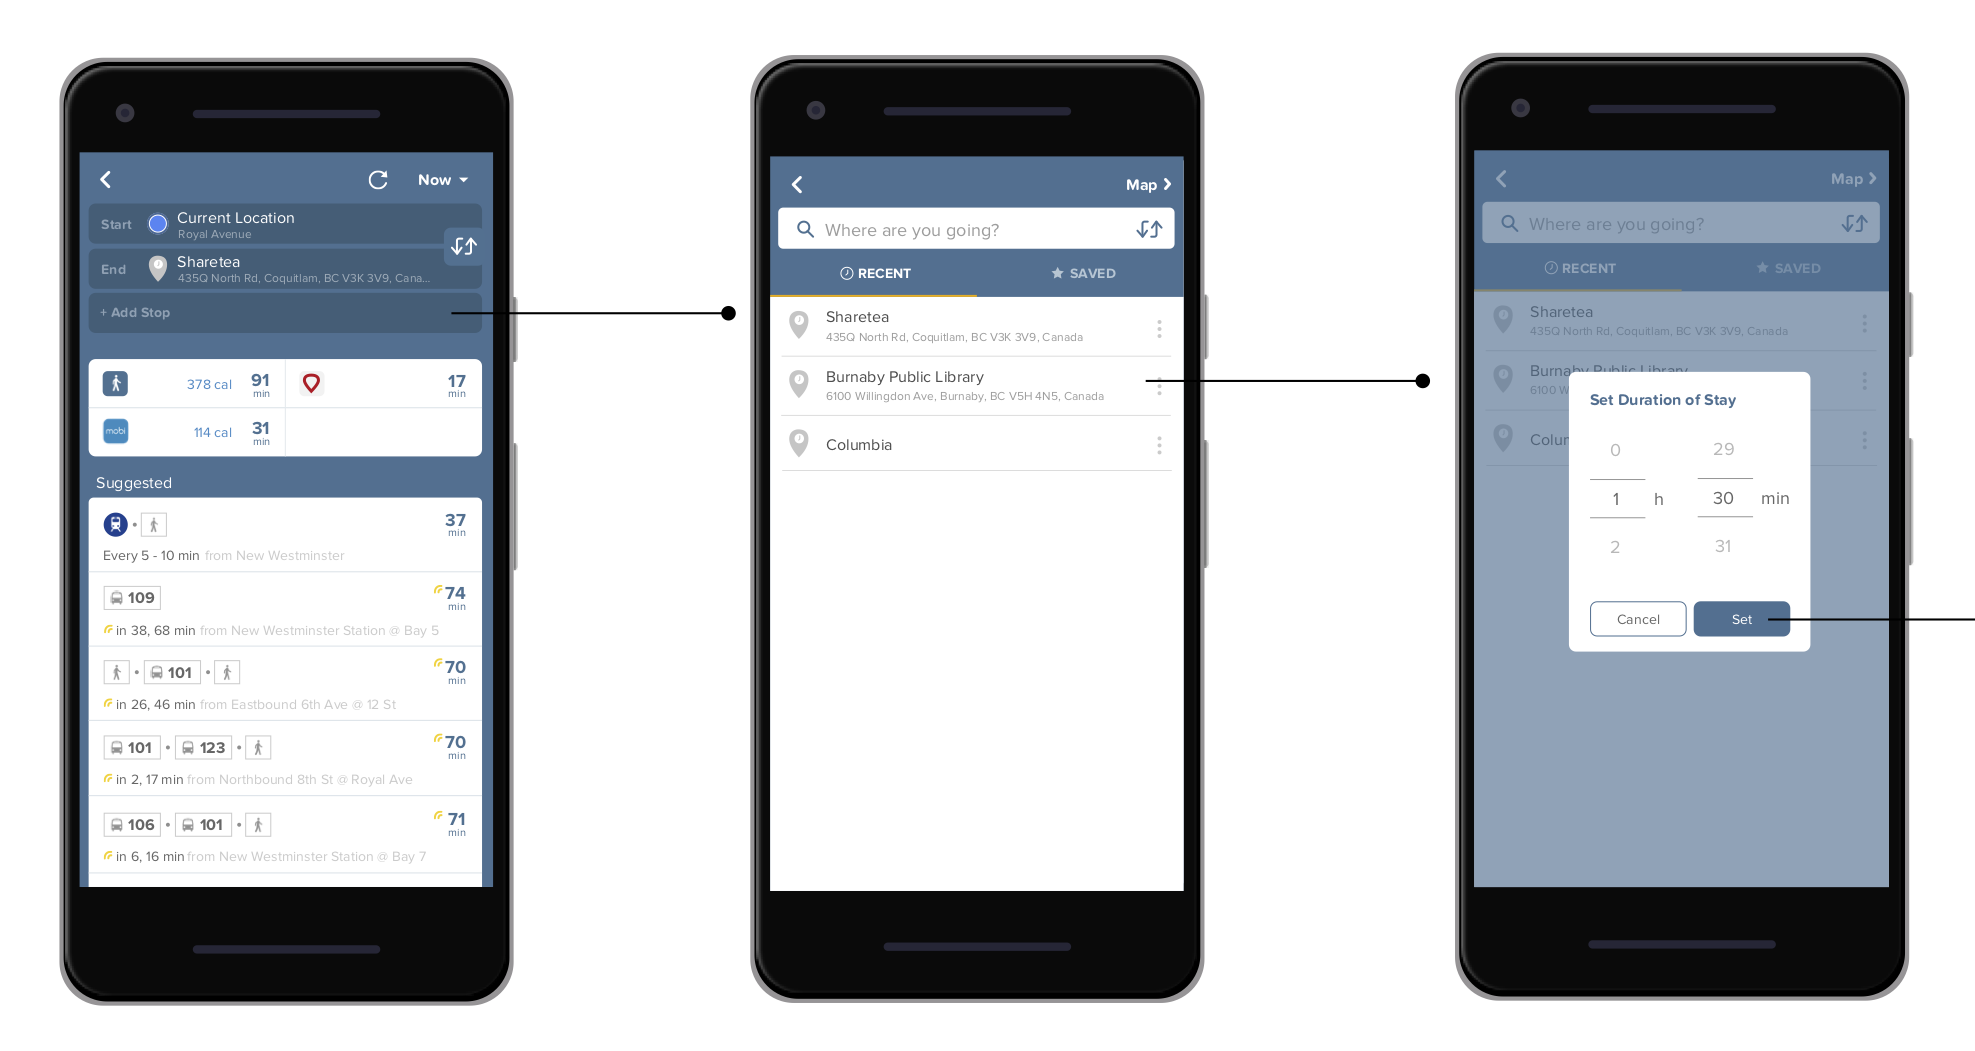 Now
Start
Current Location
Royal Avenue
End
Sharetea
435Q North Rd, Coquitlam, BC V3K 3V9, Cana...
+ Add Stop
378 cal
91
min
17
min
mobi
114 cal
31
min
Suggested
37
min
Every 5 - 10 min from New Westminster
109
74
min
in 38, 68 min from New Westminster Station @ Bay 5
101
70
min
in 26, 46 min from Eastbound 6th Ave @ 12 St
101
123
70
min
in 2, 17 min from Northbound 8th St @ Royal Ave
106
101
71
min
in 6, 16 min from New Westminster Station @ Bay 7
Map
Where are you going?
RECENT
SAVED
Sharetea
435Q North Rd, Coquitlam, BC V3K 3V9, Canada
Burnaby Public Library
6100 Willingdon Ave, Burnaby, BC V5H 4N5, Canada
Columbia
Map
Where are you going?
RECENT
SAVED
Sharetea
435Q North Rd, Coquitlam, BC V3K 3V9, Canada
Burnaby Public Library
6100 W
Colu
Set Duration of Stay
0
29
1 h
30 min
2
31
Cancel
Set